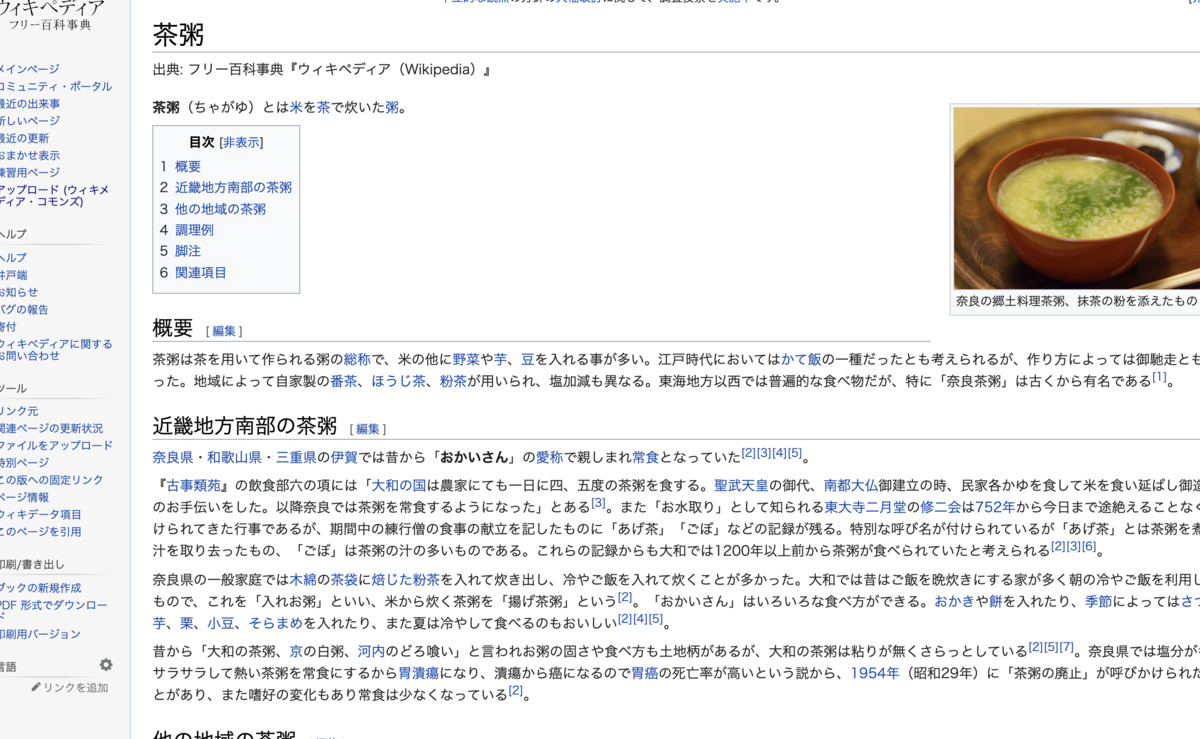 ウィキペディア
フリー百科事典
メインページ
コミュニティ・ポータル
最近の出来事
新しいページ
最近の更新
おまかせ表示
練習用ページ
アップロード (ウィキメ
ディア・コモンズ)
ヘルプ
ヘルプ
井戸端
お知らせ
バグの報告
寄付
ウィキペディアに関する
お問い合わせ
ツール
リンク元
関連ページの更新状況
ファイルをアップロード
特別ページ
この版への固定リンク
ページ情報
ウィキデータ項目
このページを引用
印刷/書き出し
ブックの新規作成
PDF 形式でダウンロー
ド
印刷用バージョン
言語
リンクを追加
茶粥
出典: フリー百科事典『ウィキペディア（Wikipedia）』
茶粥（ちゃがゆ）とは米を茶で炊いた粥。
目次 [非表示]
1 概要
2 近畿地方南部の茶粥
3 他の地域の茶粥
4 調理例
5 脚注
6 関連項目
奈良の郷土料理茶粥、抹茶の粉を添えたもの
概要 [ 編集 ]
茶粥は茶を用いて作られる粥の総称で、米の他に野菜や芋、豆を入れる事が多い。江戸時代においてはかて飯の一種だったとも考えられるが、作り方によっては御馳走とも
った。地域によって自家製の番茶、ほうじ茶、粉茶が用いられ、塩加減も異なる。東海地方以西では普遍的な食べ物だが、特に「奈良茶粥」は古くから有名である[1]。
近畿地方南部の茶粥 [ 編集 ]
奈良県・和歌山県・三重県の伊賀では昔から「おかいさん」の愛称で親しまれ常食となっていた[2][3][4][5]。
『古事類苑』の飲食部六の項には「大和の国は農家にても一日に四、五度の茶粥を食する。聖武天皇の御代、南都大仏御建立の時、民家各かゆを食して米を食い延ばし御造
のお手伝いをした。以降奈良では茶粥を常食するようになった」とある[3]。また「お水取り」として知られる東大寺二月堂の修二会は752年から今日まで途絶えることなく
けられてきた行事であるが、期間中の練行僧の食事の献立を記したものに「あげ茶」「ごぼ」などの記録が残る。特別な呼び名が付けられているが「あげ茶」とは茶粥を煮
汁を取り去ったもの、「ごぼ」は茶粥の汁の多いものである。これらの記録からも大和では1200年以上前から茶粥が食べられていたと考えられる[2][3][6]。
奈良県の一般家庭では木綿の茶袋に焙じた粉茶を入れて炊き出し、冷やご飯を入れて炊くことが多かった。大和では昔はご飯を晩炊きにする家が多く朝の冷やご飯を利用し
もので、これを「入れお粥」といい、米から炊く茶粥を「揚げ茶粥」という[2]。「おかいさん」はいろいろな食べ方ができる。おかきや餅を入れたり、季節によってはさつ
芋、栗、小豆、そらまめを入れたり、また夏は冷やして食べるのもおいしい[2][4][5]。
昔から「大和の茶粥、京の白粥、河内のどろ喰い」と言われお粥の固さや食べ方も土地柄があるが、大和の茶粥は粘りが無くさらっとしている[2][5][7]。奈良県では塩分が
サラサラして熱い茶粥を常食にするから胃潰瘍になり、潰瘍から癌になるので胃癌の死亡率が高いという説から、1954年（昭和29年）に「茶粥の廃止」が呼びかけられた
とがあり、また嗜好の変化もあり常食は少なくなっている[2]。
他の地域の茶粥